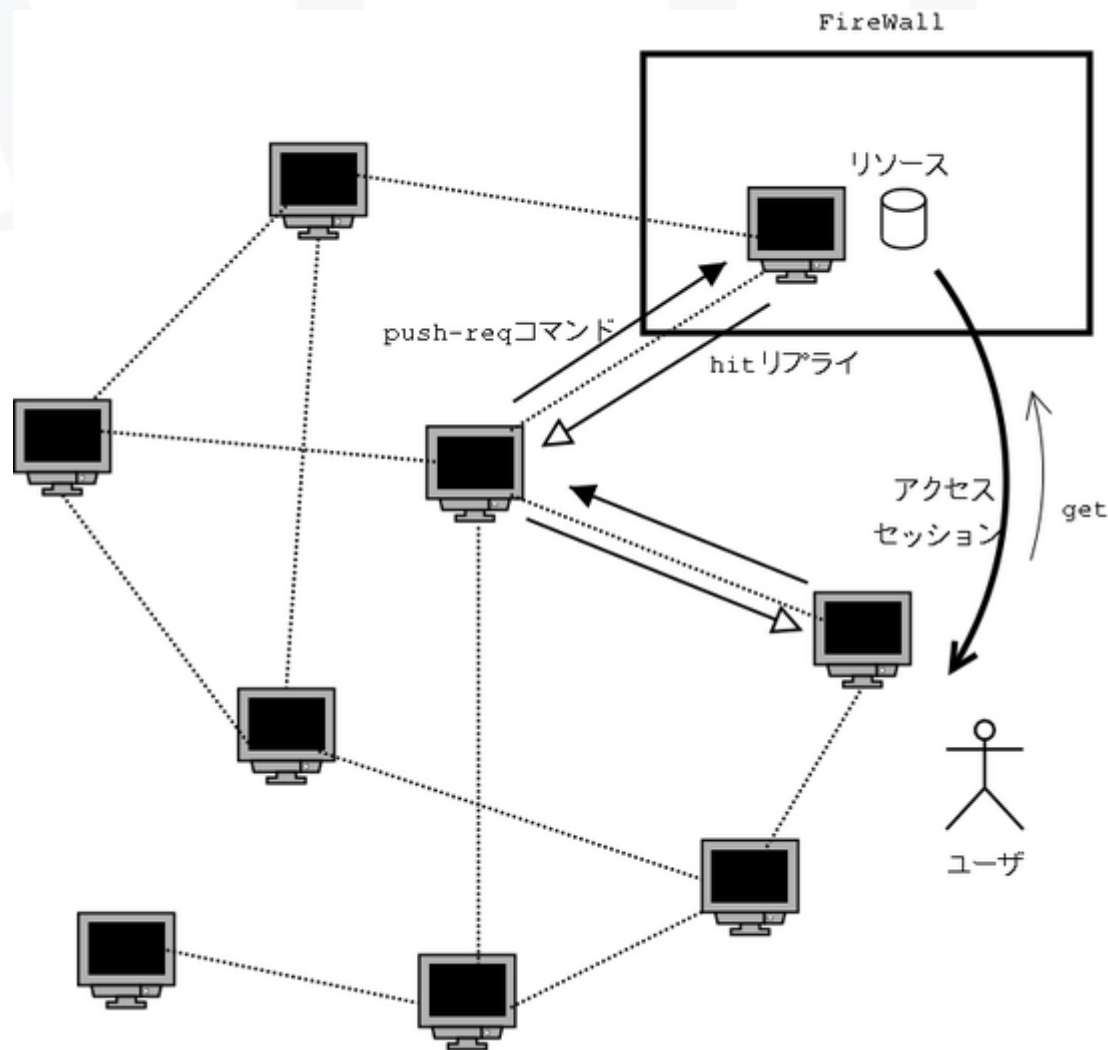 FireWall
リソース
push-reqコマンド
hitリプライ
アクセス
セッション
get
ユーザ